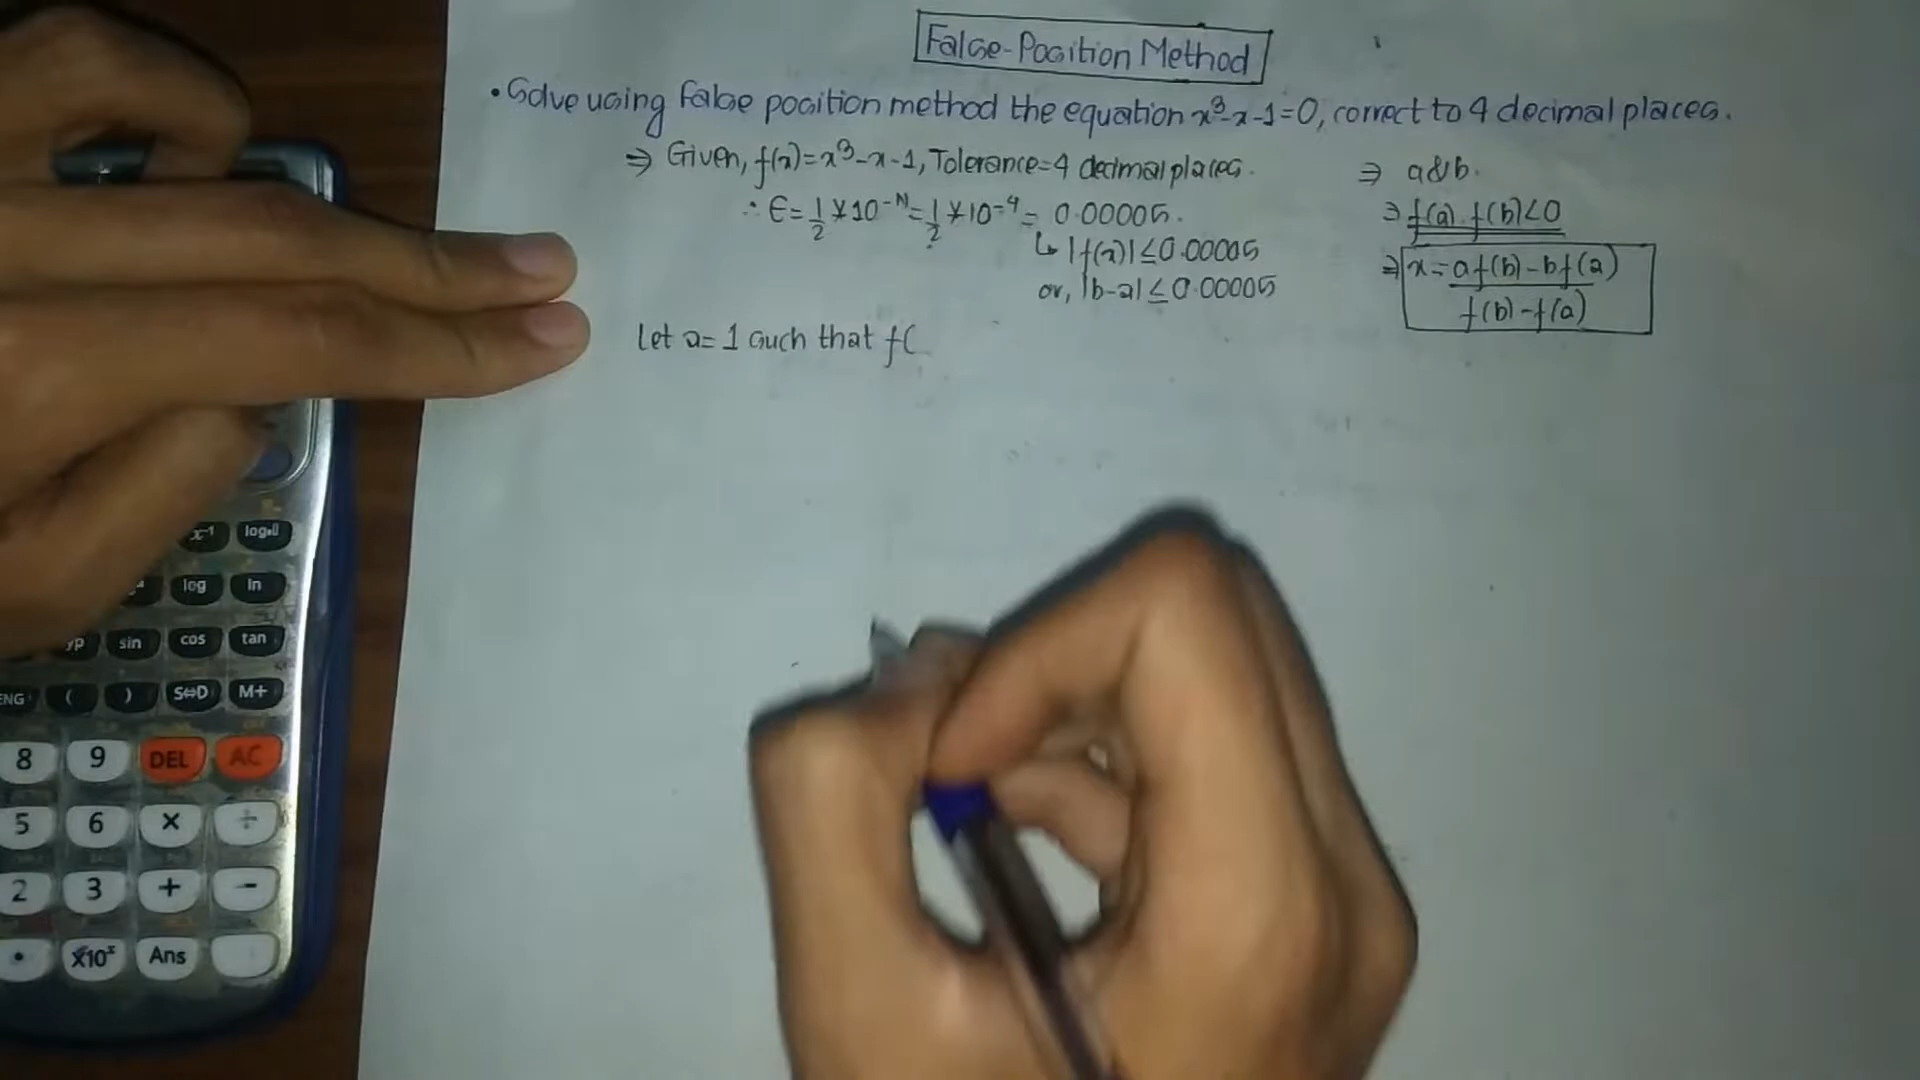 False-Position Method
• Solve using false position method the equation x³-x-1=0, correct to 4 decimal places.
⇒ Given, f(x)=x³-x-1, Tolerance=4 decimal places.
∴ Є=1/2 × 10⁻ᴺ=1/2 × 10⁻⁴= 0.00005.
↳ |f(x)|≤0.00005
or, |b-a|≤0.00005
Let a=1 such that f(
⇒ a&b.
⇒ f(a).f(b)<0
⇒ x=af(b)-bf(a)/f(b)-f(a)
x⁻¹ log
log ln
sin cos tan
ENG ( ) S⇔D M+
8 9 DEL AC
5 6 × ÷
2 3 + -
• ×10ˣ Ans